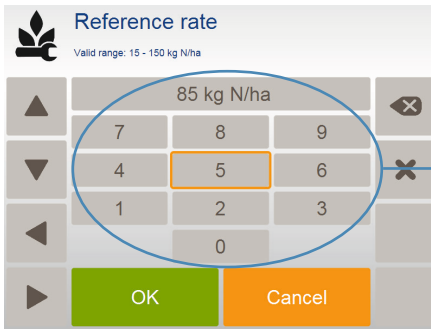 Reference rate
Valid range: 15 - 150 kg N/ha
85 kg N/ha
7 8 9
4 5 6
1 2 3
0
OK Cancel